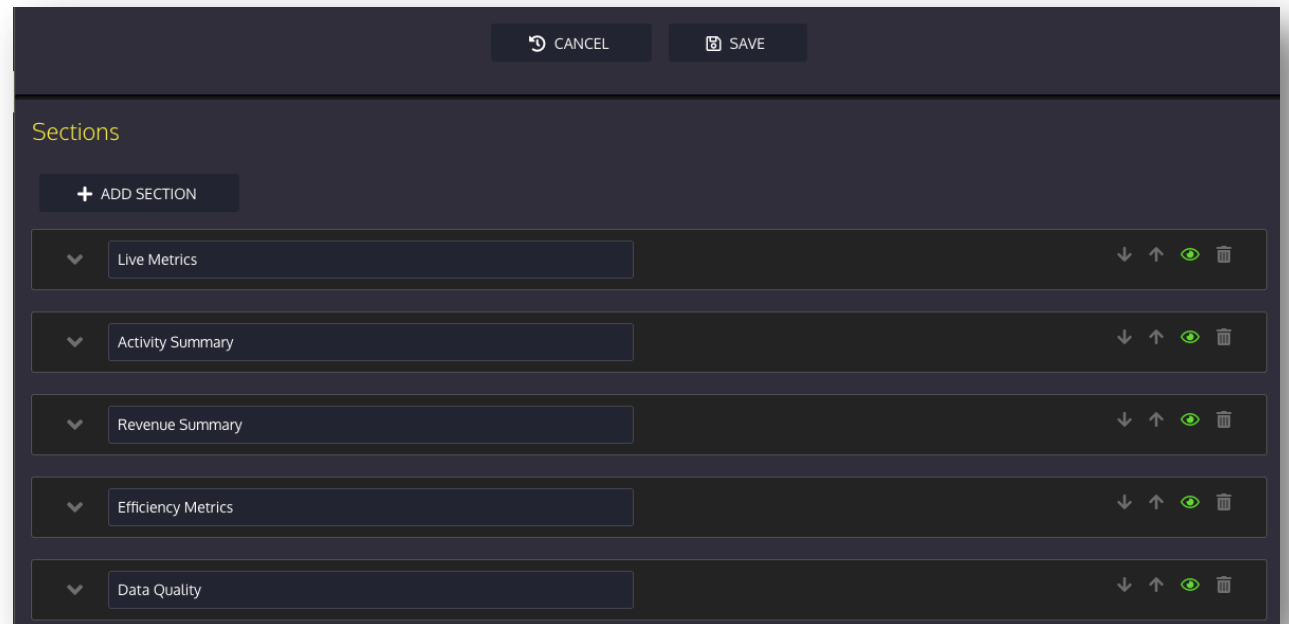 CANCEL
SAVE
Sections
ADD SECTION
Live Metrics
Activity Summary
Revenue Summary
Efficiency Metrics
Data Quality